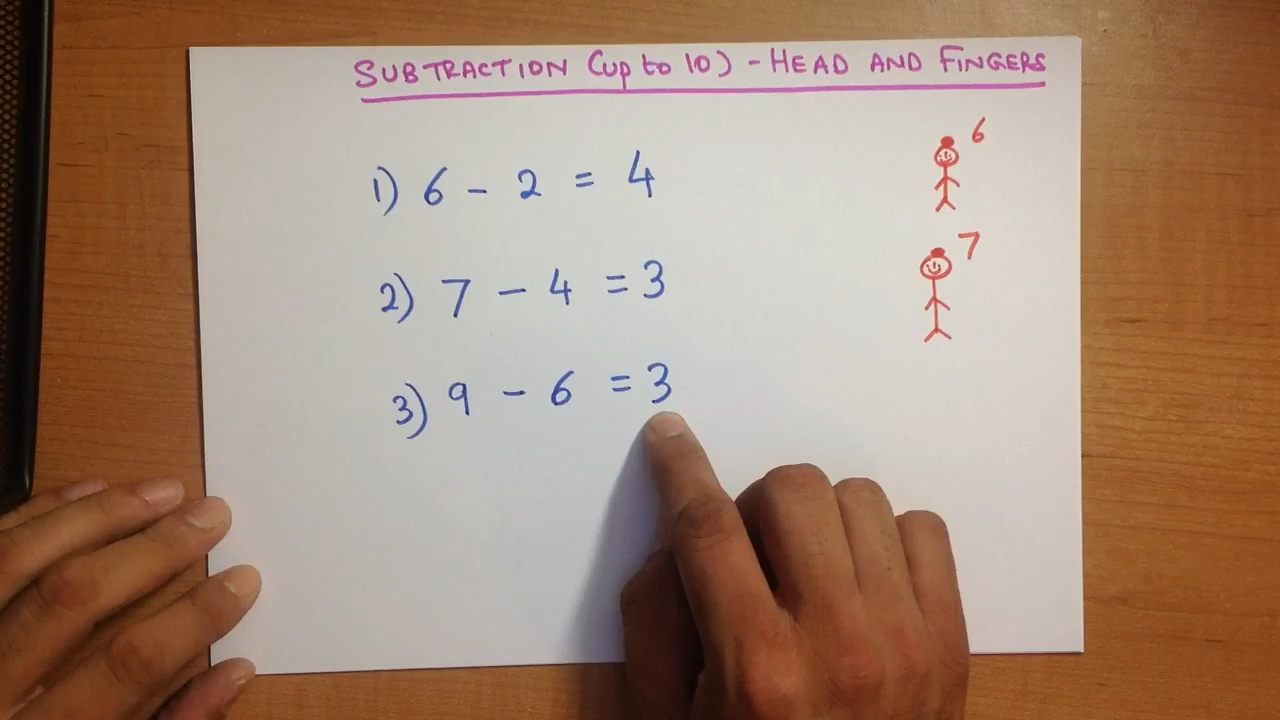 SUBTRACTION (up to 10) - HEAD AND FINGERS
6
1) 6 - 2 = 4
7
2) 7 - 4 = 3
3) 9 - 6 = 3